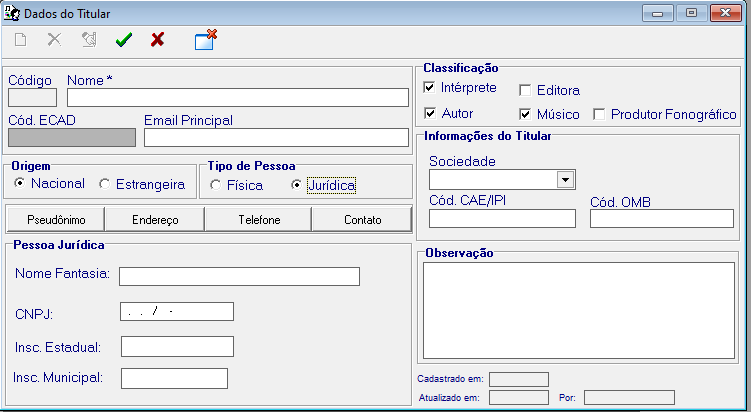 Dados do Titular
Código Nome *
Cód. ECAD Email Principal
Origem
Nacional Estrangeira
Tipo de Pessoa
Física Jurídica
Pseudônimo Endereço Telefone Contato
Pessoa Jurídica
Nome Fantasia:
CNPJ: . . / -
Insc. Estadual:
Insc. Municipal:
Classificação
Intérprete Editora
Autor Músico Produtor Fonográfico
Informações do Titular
Sociedade
Cód. CAE/IPI Cód. OMB
Observação
Cadastrado em:
Atualizado em: Por: